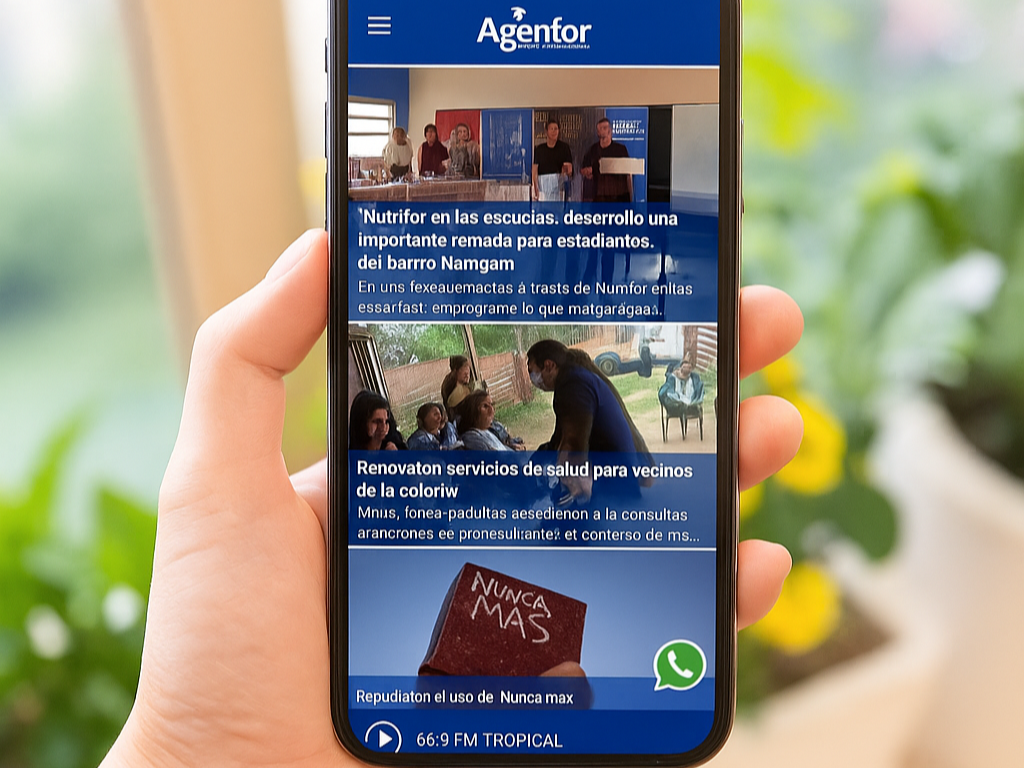 Agenfor
'Nutrifor en las escucias. deserrollo una
importante remada para estadiantos.
dei barrro Namgam
En uns fexeauemactas á trasts de Numfor enltas
essarfast: emprograme lo que matgarágaa..
Renovaton servicios de salud para vecinos
de la coloriw
Mnus, fonea-padultas aesedienon a la consultas
arancrones ee pronesuliante: et conterso de ms...
NUNCA
MAS
Repudiaton el uso de Nunca max
66:9 FM TROPICAL